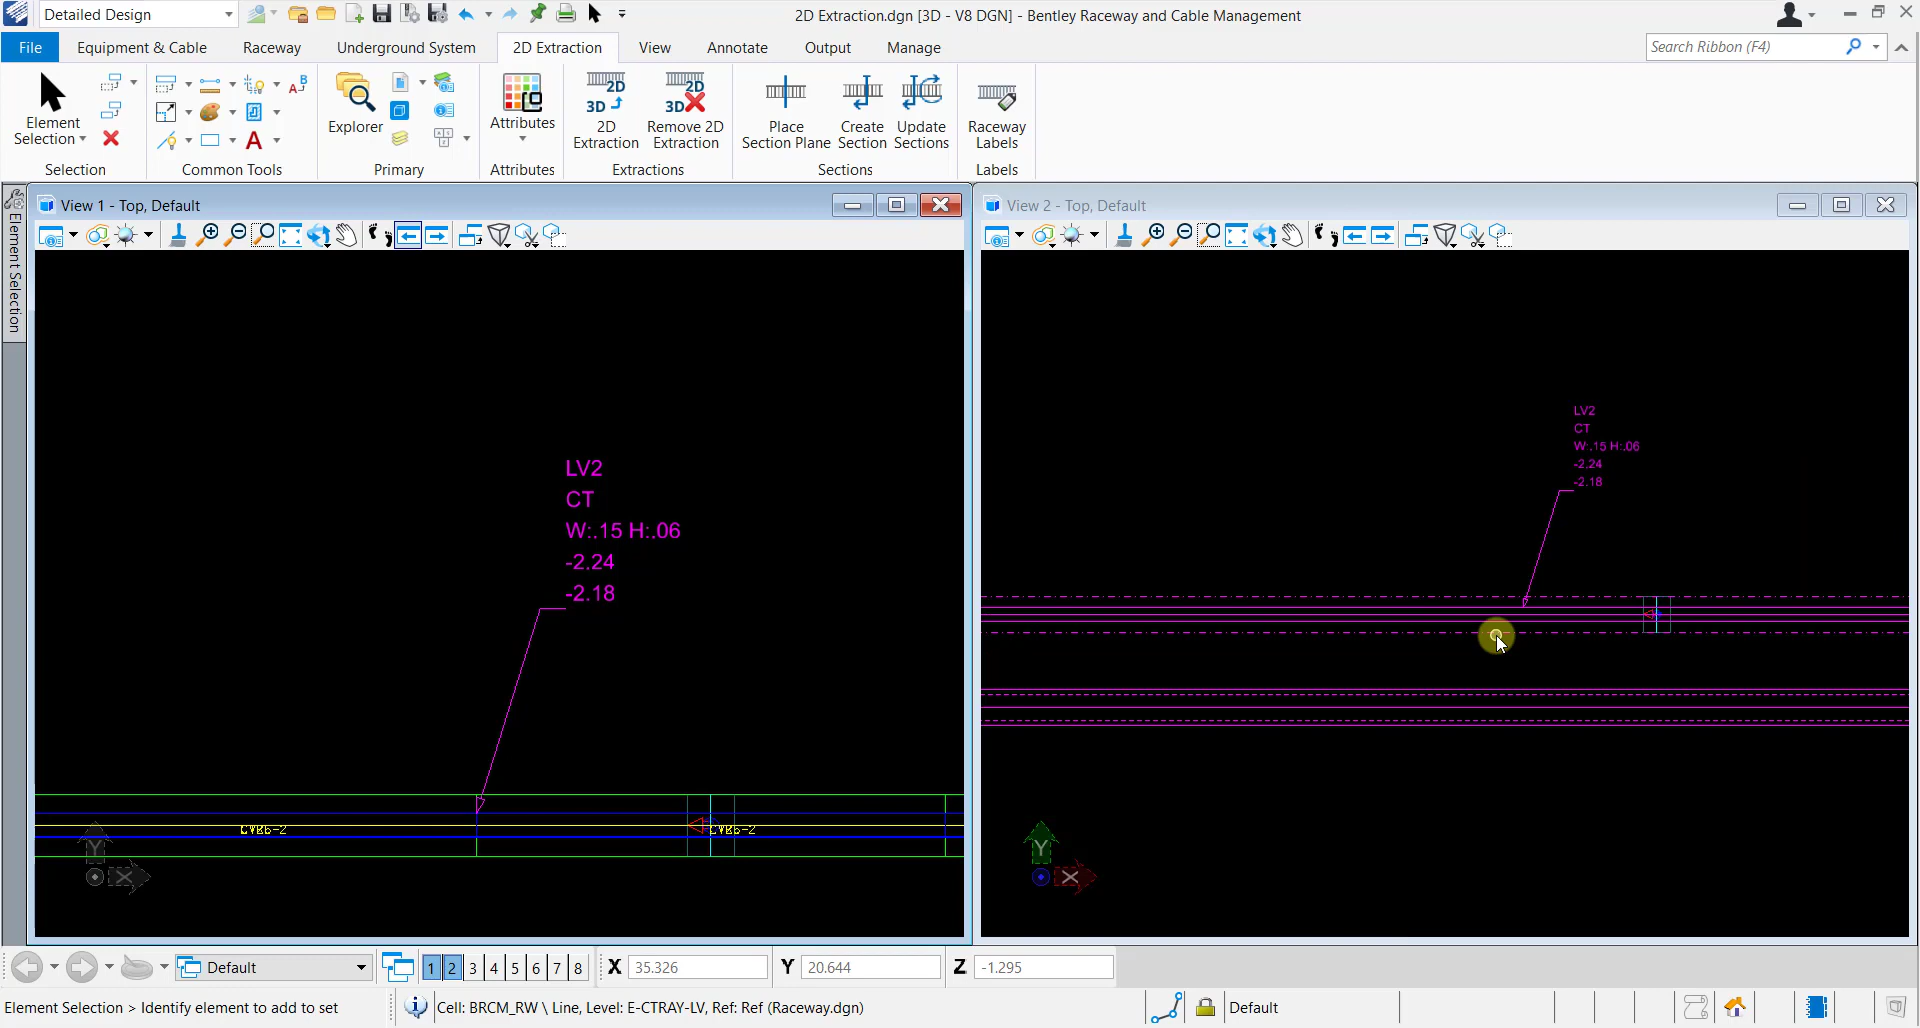 Detailed Design
2D Extraction.dgn [3D - V8 DGN] - Bentley Raceway and Cable Management
File
Equipment & Cable
Raceway
Underground System
2D Extraction
View
Annotate
Output
Manage
Search Ribbon (F4)
Element
Selection
Selection
Common Tools
Explorer
Primary
Attributes
Attributes
2D
Extraction
Remove 2D
Extraction
Extractions
Place
Section Plane
Create
Section
Update
Sections
Sections
Raceway
Labels
Labels
Element Selection
View 1 - Top, Default
LV2
CT
W:.15 H:.06
-2.24
-2.18
Y
X
View 2 - Top, Default
LV2
CT
W:.15 H:.06
-2.24
-2.18
Y
X
Default
1 2 3 4 5 6 7 8
X 35.326
Y 20.644
Z -1.295
Element Selection > Identify element to add to set
Cell: BRCM_RW \ Line, Level: E-CTRAY-LV, Ref: Ref (Raceway.dgn)
Default